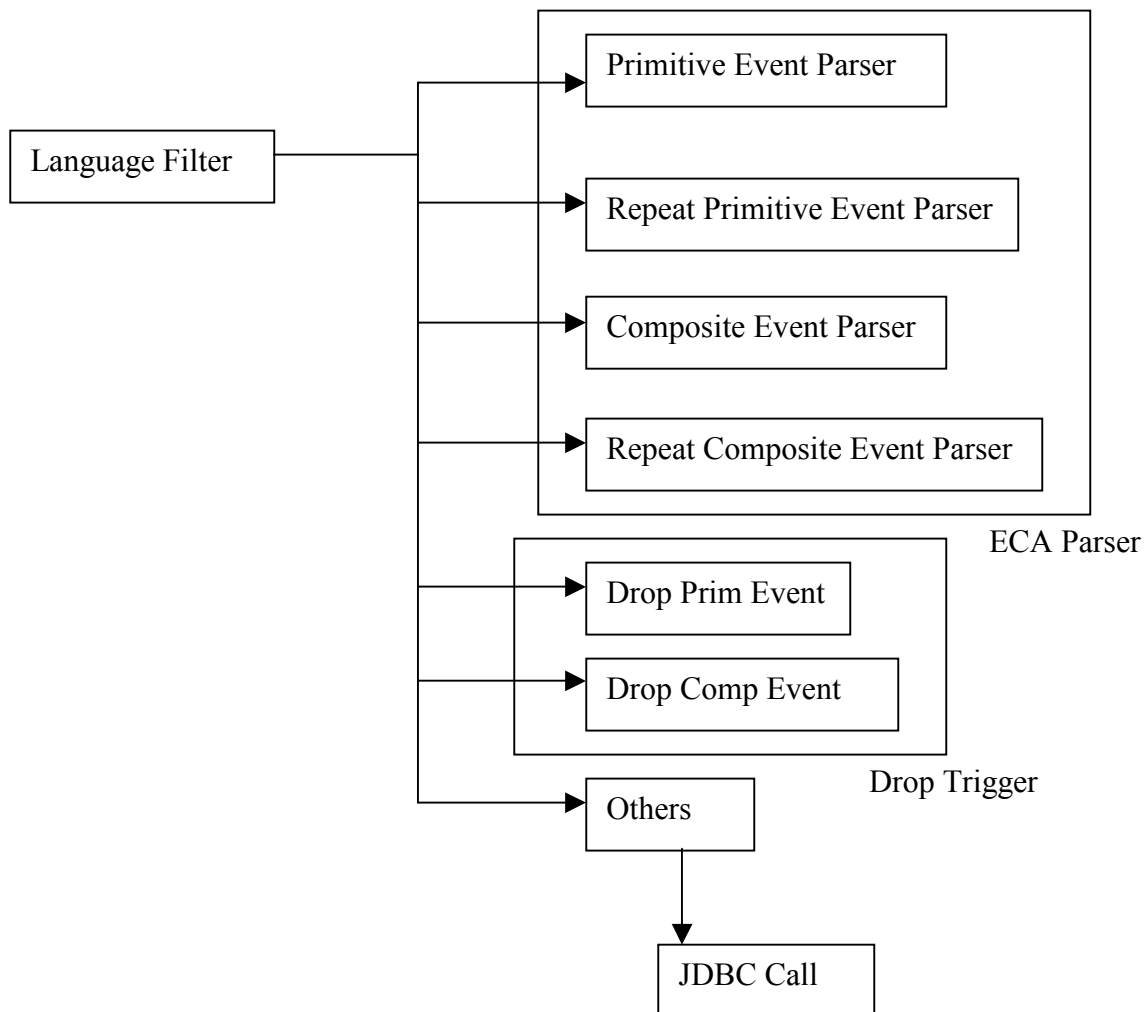 Primitive Event Parser
Language Filter
Repeat Primitive Event Parser
Composite Event Parser
Repeat Composite Event Parser
ECA Parser
Drop Prim Event
Drop Comp Event
Drop Trigger
Others
JDBC Call